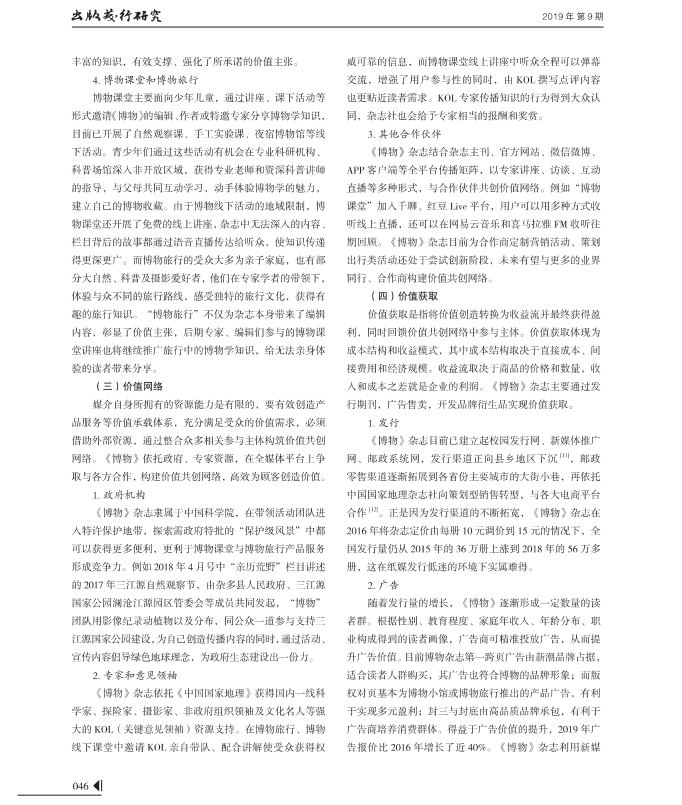 出版发行研究
2019 年第 9 期
丰富的知识，有效支撑、强化了所承诺的价值主张。
4. 博物课堂和博物旅行
博物课堂主要面向少年儿童，通过讲座、课下活动等
形式邀请《博物》的编辑、作者或特邀专家分享博物学知识，
目前已开展了自然观察课、手工实验课、夜宿博物馆等线
下活动。青少年们通过这些活动有机会在专业科研机构、
科普场馆深入非开放区域，获得专业老师和资深科普讲师
的指导，与父母共同互动学习，动手体验博物学的魅力，
建立自己的博物收藏。由于博物线下活动的地域限制，博
物课堂还开展了免费的线上讲座，杂志中无法深入的内容、
栏目背后的故事都通过语音直播传达给听众，使知识传递
得更深更广。而博物旅行的受众大多为亲子家庭，也有部
分大自然、科普及摄影爱好者，他们在专家学者的带领下，
体验与众不同的旅行路线，感受独特的旅行文化，获得有
趣的旅行知识。“博物旅行”不仅为杂志本身带来了编辑
内容，彰显了价值主张，后期专家、编辑们参与的博物课
堂讲座也将继续推广旅行中的博物学知识，给无法亲身体
验的读者带来分享。
（三）价值网络
媒介自身所拥有的资源能力是有限的，要有效创造产
品服务等价值承载体系，充分满足受众的价值需求，必须
借助外部资源，通过整合众多相关参与主体构筑价值共创
网络。《博物》依托政府、专家资源，在全媒体平台上争
取与各方合作，构建价值共创网络，高效为顾客创造价值。
1. 政府机构
《博物》杂志隶属于中国科学院，在带领活动团队进
入特许保护地带，探索需政府特批的“保护级风景”中都
可以获得更多便利，更利于博物课堂与博物旅行产品服务
形成竞争力。例如 2018 年 4 月号中“亲历荒野”栏目讲述
的 2017 年三江源自然观察节，由杂多县人民政府、三江源
国家公园澜沧江源园区管委会等成员共同发起，“博物”
团队用影像纪录动植物以及分布，同公众一道参与支持三
江源国家公园建设，为自己创造传播内容的同时，通过活动、
宣传内容倡导绿色地球理念，为政府生态建设出一份力。
2. 专家和意见领袖
《博物》杂志依托《中国国家地理》获得国内一线科
学家、探险家、摄影家、非政府组织领袖及文化名人等强
大的 KOL（关键意见领袖）资源支持。在博物旅行、博物
线下课堂中邀请 KOL 亲自带队、配合讲解使受众获得权
威可靠的信息，而博物课堂线上讲座中听众全程可以弹幕
交流，增强了用户参与性的同时，由 KOL 撰写点评内容
也更贴近读者需求。KOL 专家传播知识的行为得到大众认
同，杂志社也会给予专家相当的报酬和奖赏。
3. 其他合作伙伴
《博物》杂志结合杂志主刊、官方网站、微信微博、
APP 客户端等全平台传播矩阵，以专家讲座、访谈、互动
直播等多种形式，与合作伙伴共创价值网络。例如“博物
课堂”加入千聊、红豆 Live 平台，用户可以用多种方式收
听线上直播，还可以在网易云音乐和喜马拉雅 FM 收听往
期回顾。《博物》杂志目前为合作商定制营销活动、策划
出行类活动还处于尝试创新阶段，未来有望与更多的业界
同行、合作商构建价值共创网络。
（四）价值获取
价值获取是指将价值创造转换为收益流并最终获得盈
利，同时回馈价值共创网络中参与主体。价值获取体现为
成本结构和收益模式，其中成本结构取决于直接成本、间
接费用和经济规模。收益流取决于商品的价格和数量，收
入和成本之差就是企业的利润。《博物》杂志主要通过发
行期刊，广告售卖，开发品牌衍生品实现价值获取。
1. 发行
《博物》杂志目前已建立起校园发行网、新媒体推广
网、邮政系统网，发行渠道正向县乡地区下沉 [11]，邮政
零售渠道逐渐拓展到各省份主要城市的大街小巷，再依托
中国国家地理杂志社向策划型销售转型，与各大电商平台
合作 [12]。正是因为发行渠道的不断拓宽，《博物》杂志在
2016 年将杂志定价由每册 10 元调价到 15 元的情况下，全
国发行量仍从 2015 年的 36 万册上涨到 2018 年的 56 万多
册，这在纸媒发行低迷的环境下实属难得。
2. 广告
随着发行量的增长，《博物》逐渐形成一定数量的读
者群。根据性别、教育程度、家庭年收入、年龄分布、职
业构成得到的读者画像，广告商可精准投放广告，从而提
升广告价值。目前博物杂志第一跨页广告由新潮品牌占据，
适合读者人群购买，其广告也符合博物的品牌形象；而版
权对页基本为博物小馆或博物旅行推出的产品广告，有利
于实现多元盈利；封三与封底由高品质品牌承包，有利于
广告商培养消费群体。得益于广告价值的提升，2019 年广
告报价比 2016 年增长了近 40%。《博物》杂志利用新媒
046